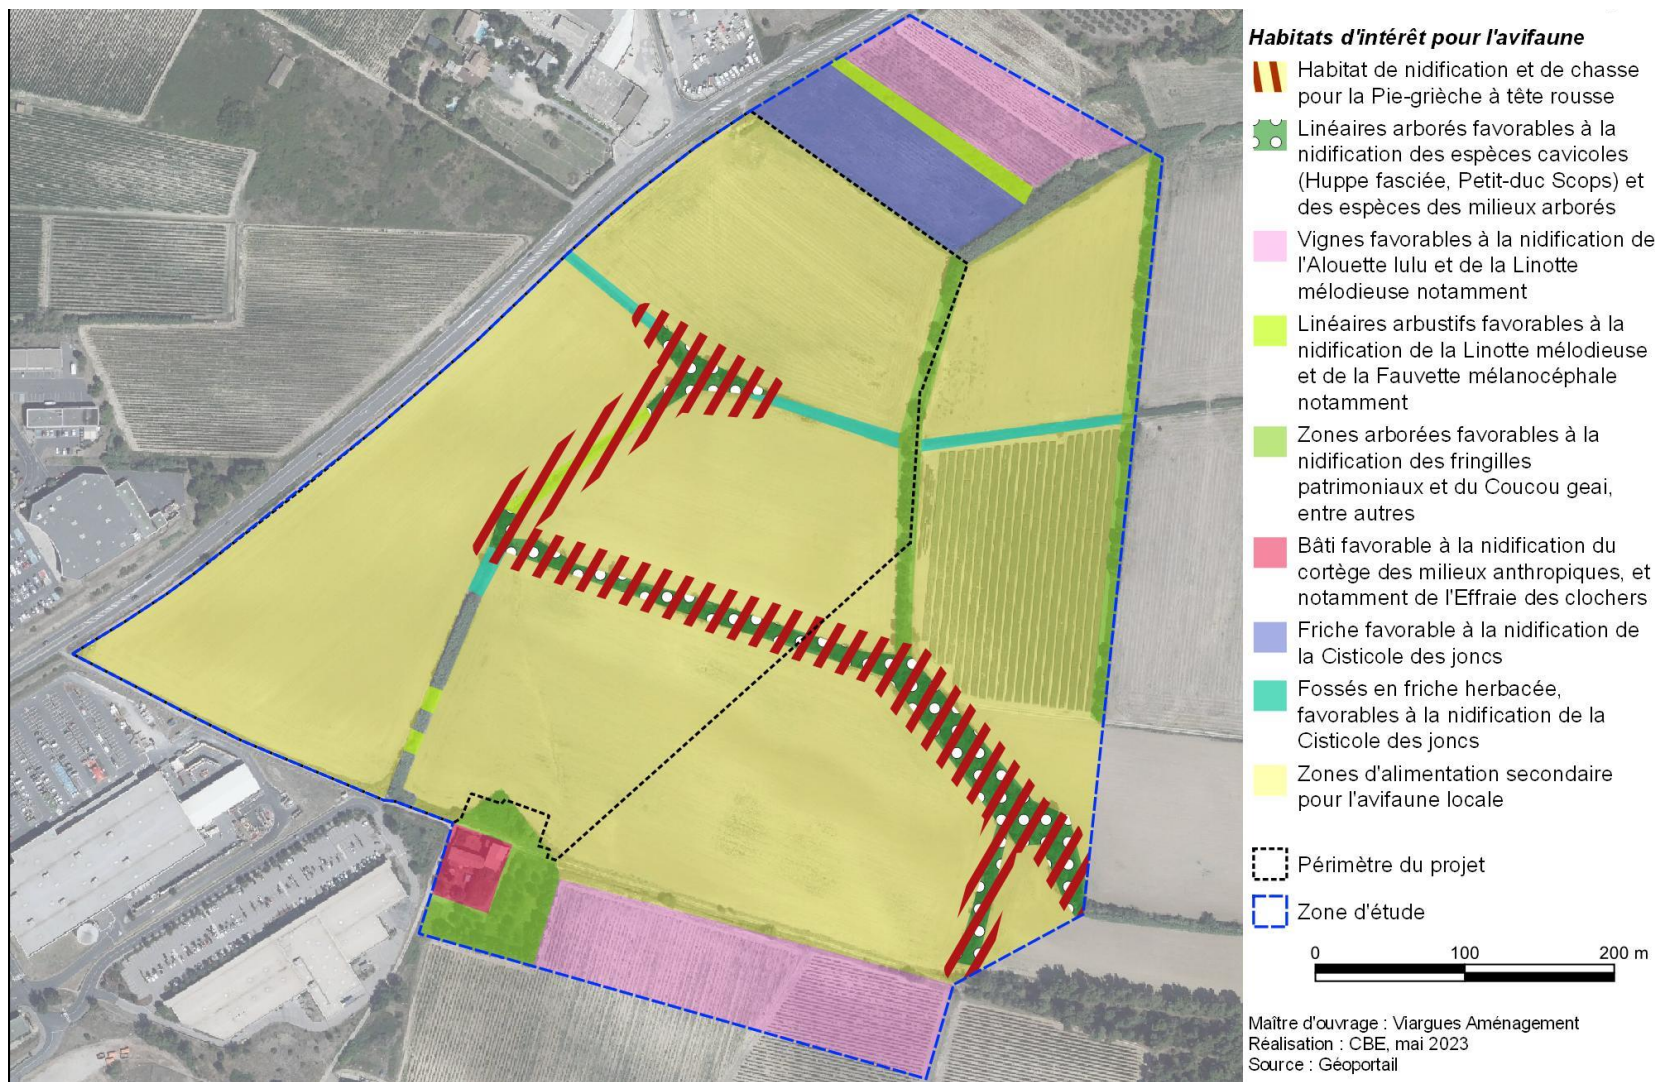 Habitats d'intérêt pour l'avifaune
Habitat de nidification et de chasse
pour la Pie-grièche à tête rousse
Linéaires arborés favorables à la
nidification des espèces cavicoles
(Huppe fasciée, Petit-duc Scops) et
des espèces des milieux arborés
Vignes favorables à la nidification de
l'Alouette lulu et de la Linotte
mélodieuse notamment
Linéaires arbustifs favorables à la
nidification de la Linotte mélodieuse
et de la Fauvette mélanocéphale
notamment
Zones arborées favorables à la
nidification des fringilles
patrimoniaux et du Coucou geai,
entre autres
Bâti favorable à la nidification du
cortège des milieux anthropiques, et
notamment de l'Effraie des clochers
Friche favorable à la nidification de
la Cisticole des joncs
Fossés en friche herbacée,
favorables à la nidification de la
Cisticole des joncs
Zones d'alimentation secondaire
pour l'avifaune locale
Périmètre du projet
Zone d'étude
0 100 200 m
Maître d'ouvrage : Viargues Aménagement
Réalisation : CBE, mai 2023
Source : Géoportail